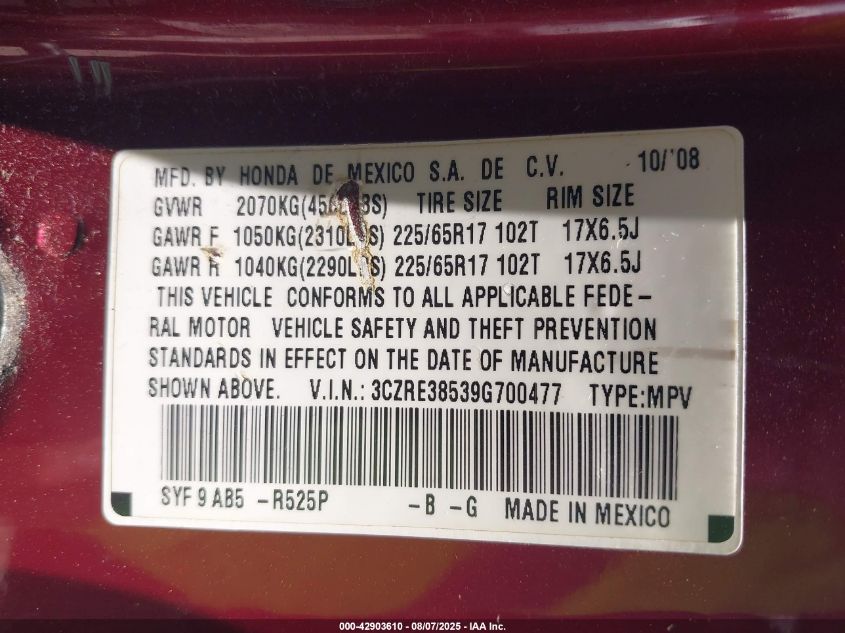 MFD. BY HONDA DE MEXICO S.A. DE C.V. 10/'08
GVWR 2070KG( TIRE SIZE RIM SIZE
GAWR F 1050KG(2310L S) 225/65R17 102T 17X6.5J
GAWR R 1040KG(2290L S) 225/65R17 102T 17X6.5J
THIS VEHICLE CONFORMS TO ALL APPLICABLE FEDE-
RAL MOTOR VEHICLE SAFETY AND THEFT PREVENTION
STANDARDS IN EFFECT ON THE DATE OF MANUFACTURE
SHOWN ABOVE. V.I.N.: 3CZRE38539G700477 TYPE:MPV
SYF 9 AB5 -R525P -B -G MADE IN MEXICO
000-42903610 - 08/07/2025 - IAA Inc.